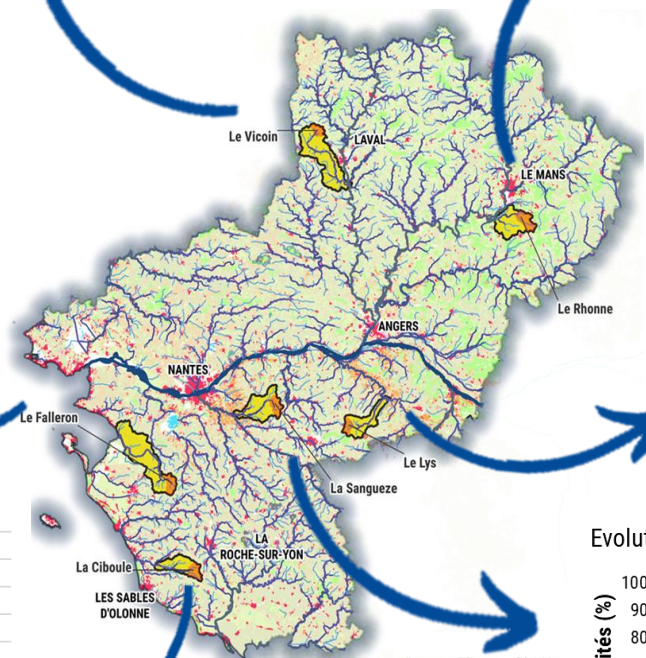 Le Vicoin
LAVAL
LE MANS
Le Rhonne
ANGERS
NANTES
Le Falleron
Le Lys
La Sangueze
LA
ROCHE-SUR-YON
La Ciboule
LES SABLES
D'OLONNE
Evolut
100
90
80
ités (%)